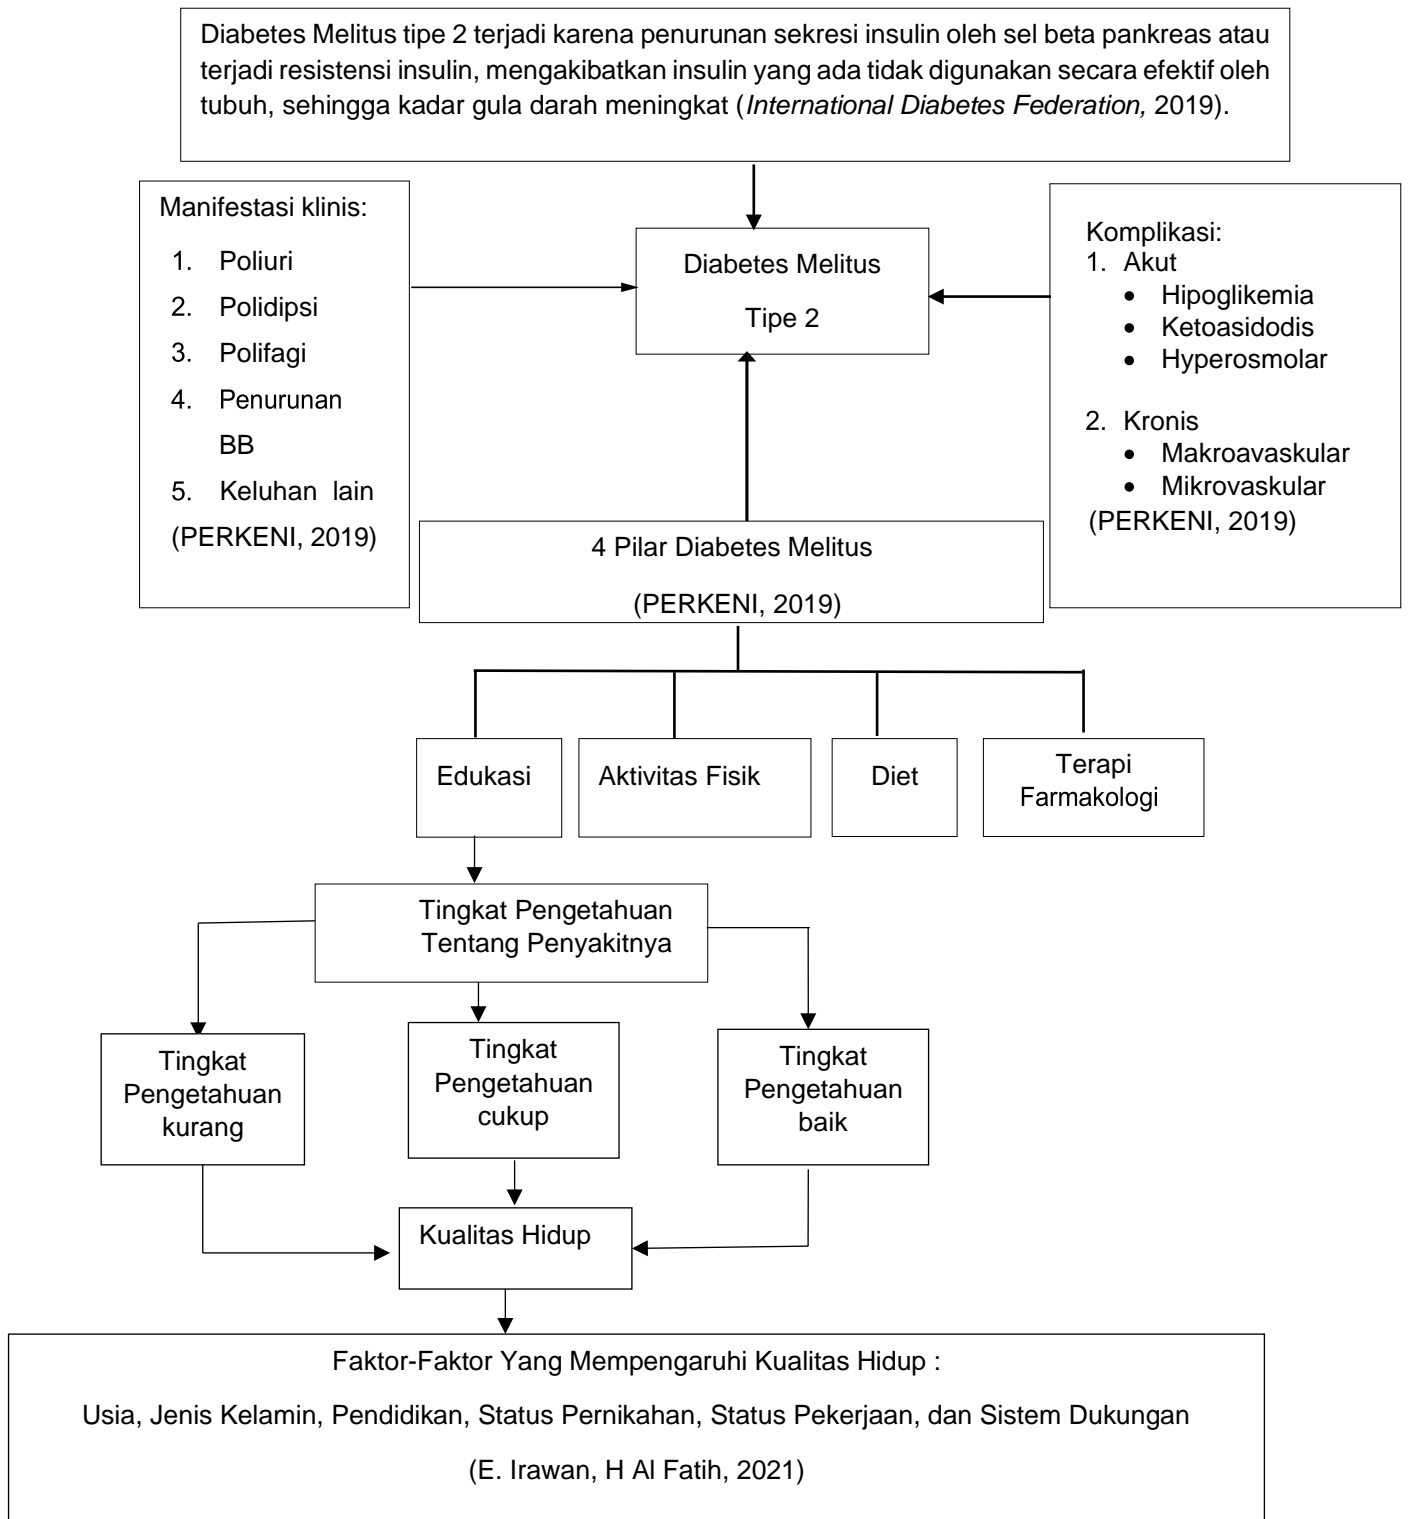 Diabetes Melitus tipe 2 terjadi karena penurunan sekresi insulin oleh sel beta pankreas atau
terjadi resistensi insulin, mengakibatkan insulin yang ada tidak digunakan secara efektif oleh
tubuh, sehingga kadar gula darah meningkat (International Diabetes Federation, 2019).
Manifestasi klinis:
1. Poliuri
2. Polidipsi
3. Polifagi
4. Penurunan
BB
5. Keluhan lain
(PERKENI, 2019)
Diabetes Melitus
Tipe 2
Komplikasi:
1. Akut
• Hipoglikemia
• Ketoasidodis
• Hyperosmolar
2. Kronis
• Makroavaskular
• Mikrovaskular
(PERKENI, 2019)
4 Pilar Diabetes Melitus
(PERKENI, 2019)
Edukasi
Aktivitas Fisik
Diet
Terapi
Farmakologi
Tingkat Pengetahuan
Tentang Penyakitnya
Tingkat
Pengetahuan
kurang
Tingkat
Pengetahuan
cukup
Tingkat
Pengetahuan
baik
Kualitas Hidup
Faktor-Faktor Yang Mempengaruhi Kualitas Hidup :
Usia, Jenis Kelamin, Pendidikan, Status Pernikahan, Status Pekerjaan, dan Sistem Dukungan
(E. Irawan, H Al Fatih, 2021)